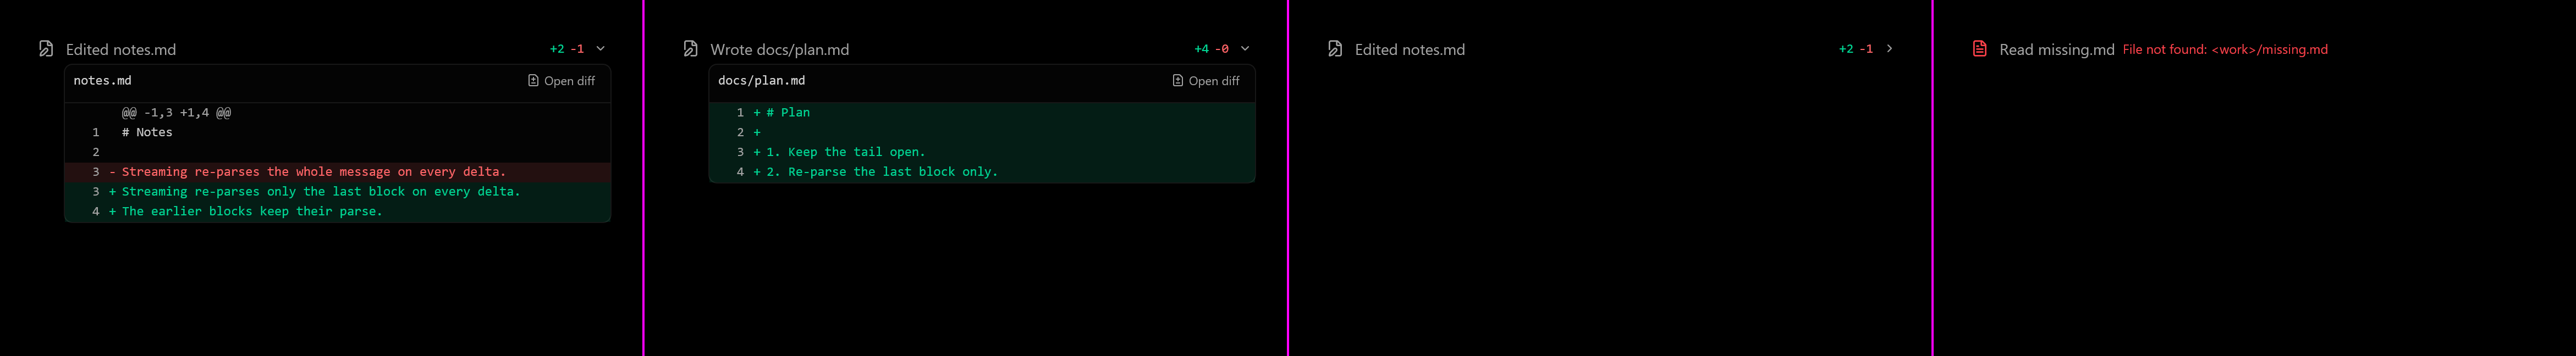 Edited notes.md +2 -1
notes.md Open diff
@@ -1,3 +1,4 @@
1 # Notes
2
3 - Streaming re-parses the whole message on every delta.
3 + Streaming re-parses only the last block on every delta.
4 + The earlier blocks keep their parse.
Wrote docs/plan.md +4 -0
docs/plan.md Open diff
1 + # Plan
2 +
3 + 1. Keep the tail open.
4 + 2. Re-parse the last block only.
Edited notes.md +2 -1
Read missing.md File not found: <work>/missing.md